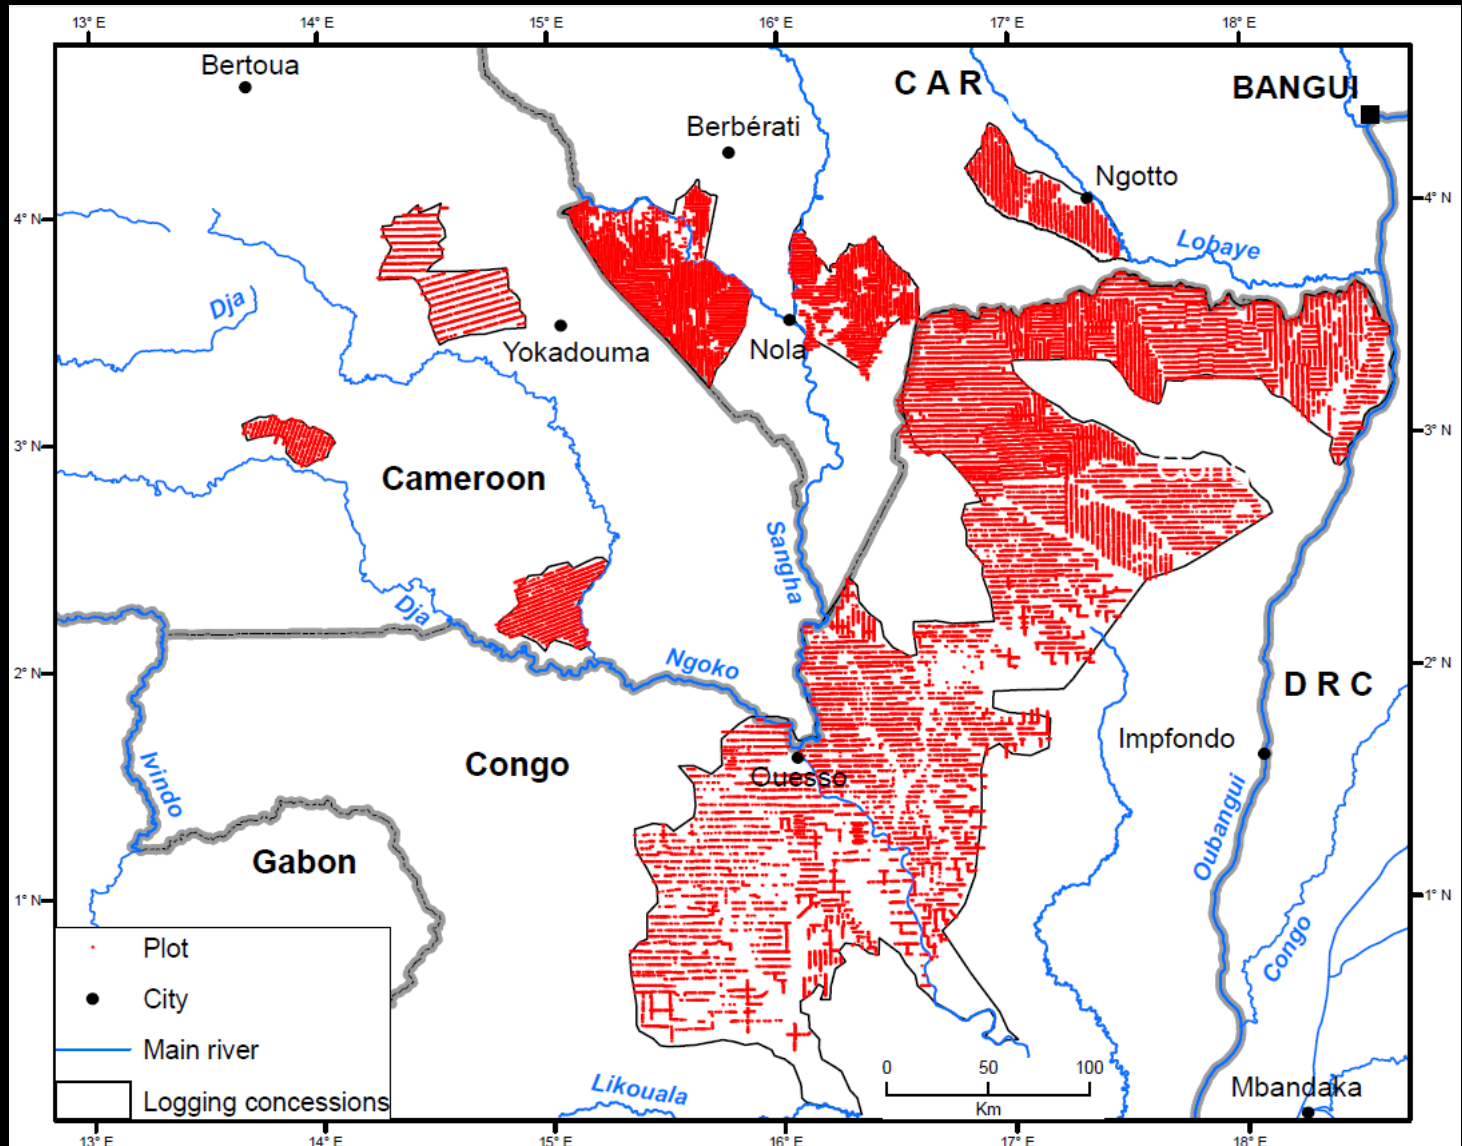 13° E 14° E 15° E 16° E 17° E 18° E
Bertoua
C A R
BANGUI
Berbérati
Ngotto
4° N
4° N
Lobaye
Dja
Yokadouma
Nola
3° N
3° N
Cameroon
Sangha
Dja
Ngoko
2° N
2° N
D R C
Impfondo
Congo
Ouesso
Ivindo
Oubangui
Gabon
1° N
1° N
Congo
Plot
City
Main river
Logging concessions
0 50 100
Km
Likouala
Mbandaka
13° E 14° E 15° E 16° E 17° E 18° E